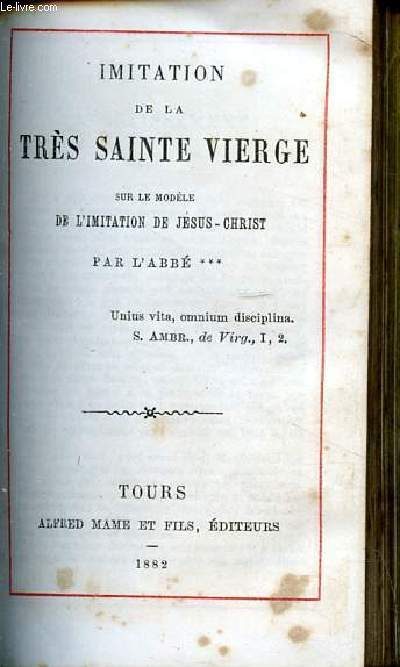 © Le-livre.com
IMITATION
DE LA
TRÈS SAINTE VIERGE
SUR LE MODÈLE
DE L'IMITATION DE JÉSUS-CHRIST
PAR L'ABBÉ ***
Unius vita, omnium disciplina.
S. AMBR., de Virg., I, 2.
TOURS
ALFRED MAME ET FILS, ÉDITEURS
—
1882